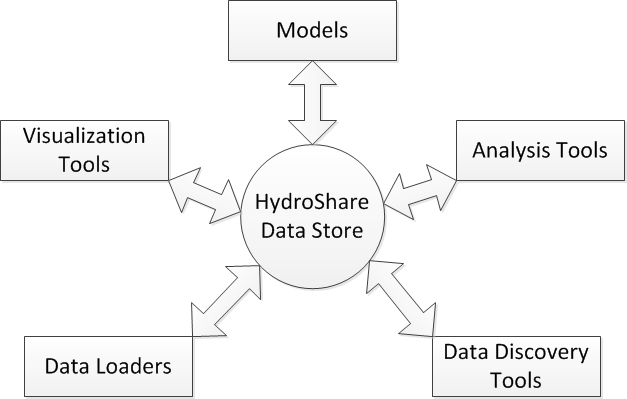 Models
Visualization
Tools
Analysis Tools
HydroShare
Data Store
Data Loaders
Data Discovery
Tools